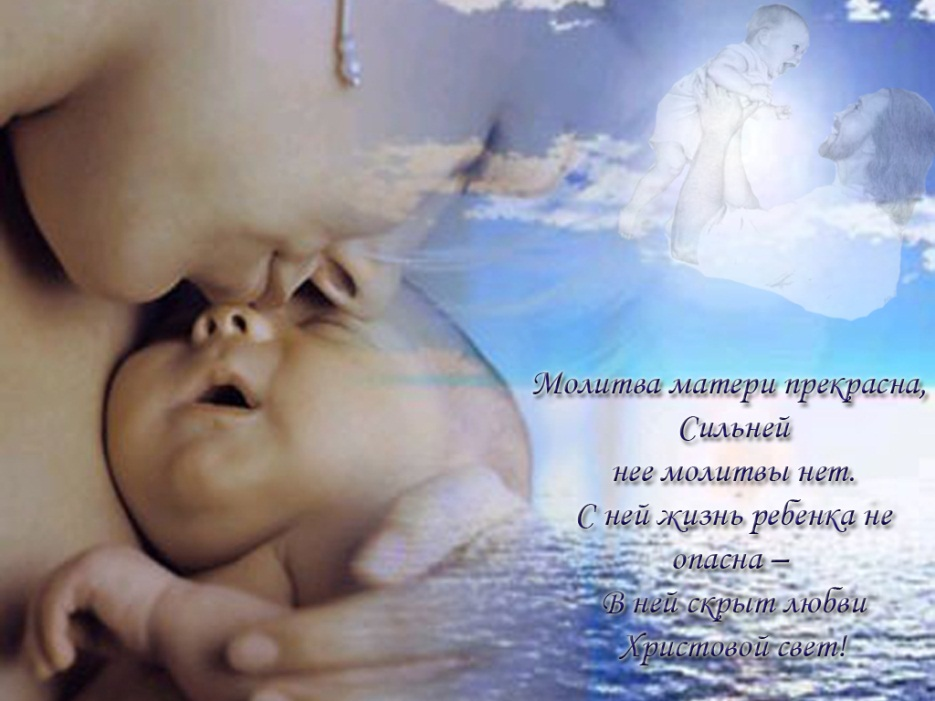 Молитва матери прекрасна,
Сильней
нее молитвы нет.
С ней жизнь ребенка не
опасна –
В ней скрыт любви
Христовой свет!